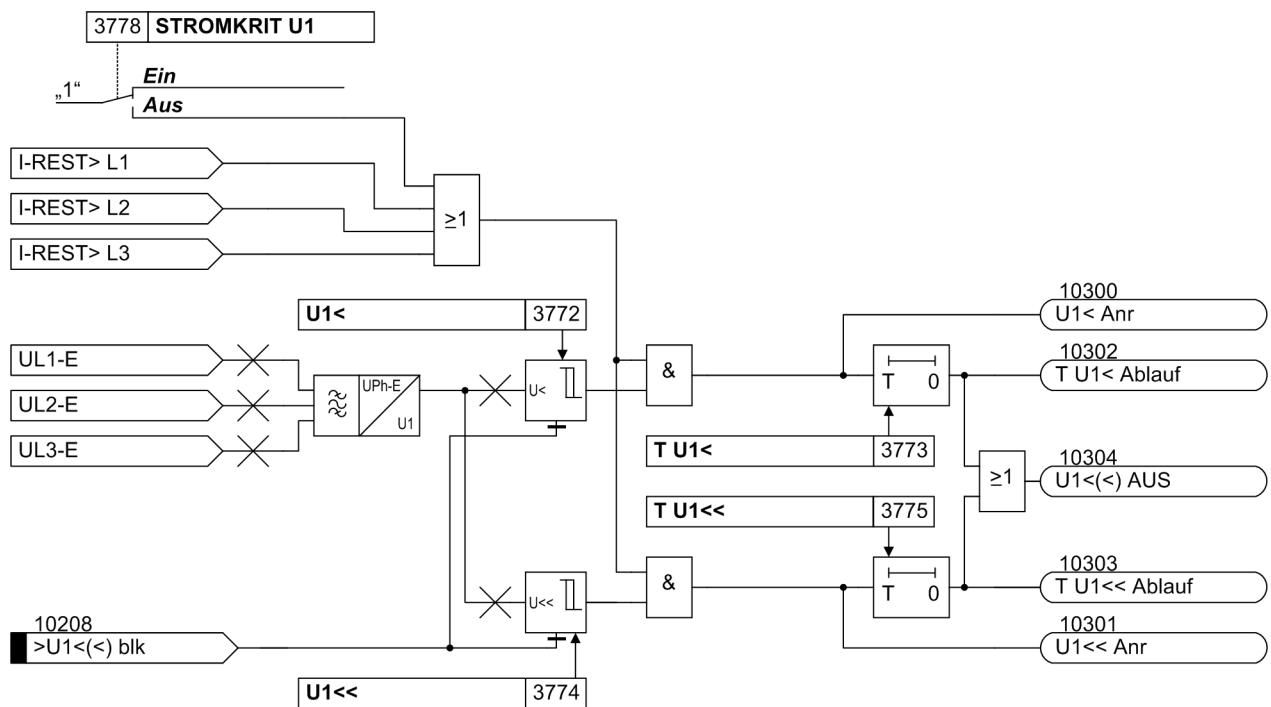 3778 STROMKRIT U1
„1“
Ein
Aus
I-REST> L1
I-REST> L2
I-REST> L3
≥1
U1< 3772
UL1-E
UL2-E
UL3-E
UPh-E
U1
U<
&
T 0
10300
U1< Anr
10302
T U1< Ablauf
T U1< 3773
≥1
10304
U1<(<) AUS
T U1<< 3775
U<<
&
T 0
10303
T U1<< Ablauf
10301
U1<< Anr
10208
>U1<(<) blk
U1<< 3774